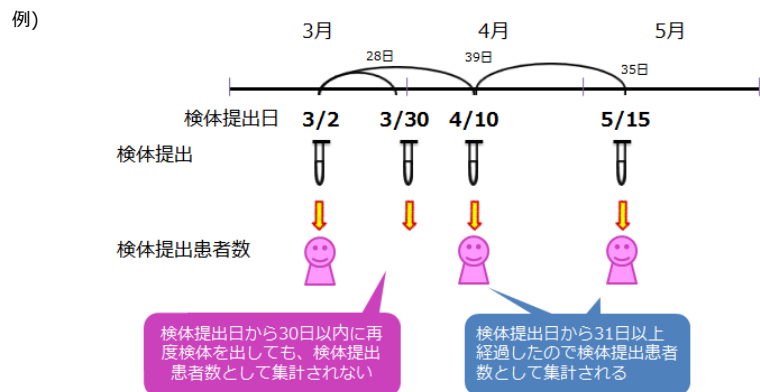 例)
3月
4月
5月
28日
39日
35日
検体提出日 3/2 3/30 4/10 5/15
検体提出
検体提出患者数
検体提出日から30日以内に再
度検体を出しても、検体提出
患者数として集計されない
検体提出日から31日以上
経過したので検体提出患者
数として集計される